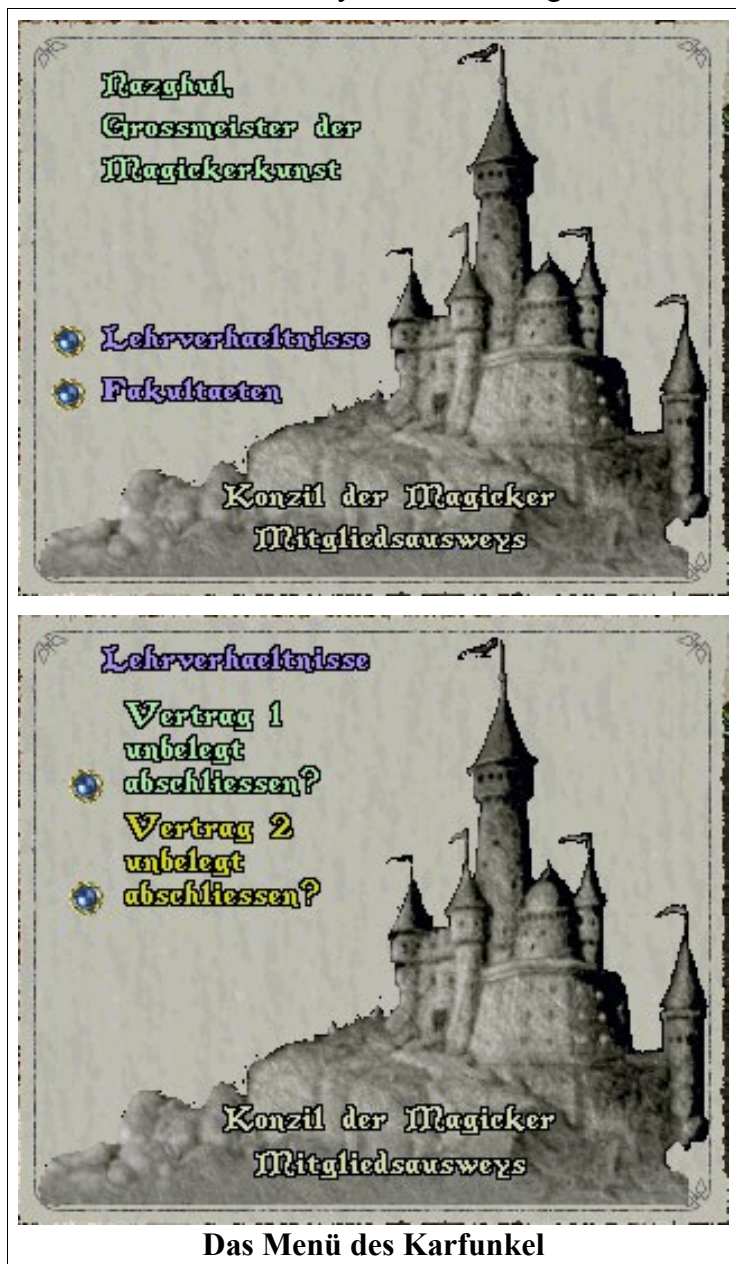 Nazghul,
Grossmeister der
Magickerkunst
Lehrverhaeltnisse
Fakultaeten
Konzil der Magicker
Mitgliedsausweys
Lehrverhaeltnisse
Vertrag 1
unbelegt
abschliessen?
Vertrag 2
unbelegt
abschliessen?
Konzil der Magicker
Mitgliedsausweys
Das Menü des Karfunkel